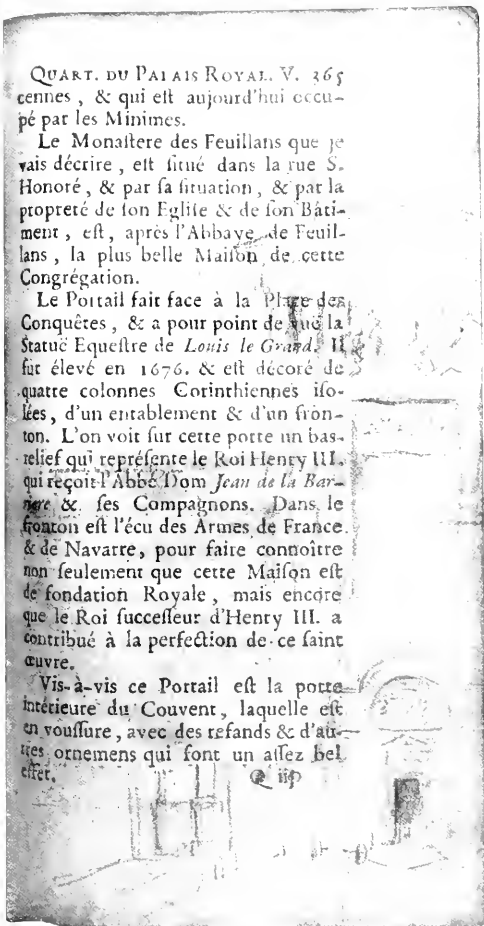 QUART. DU PALAIS ROYAL. V. 365
cennes, & qui eſt aujourd'hui occu-
pé par les Minimes.
Le Monaſtere des Feuillans que je
vais décrire, eſt ſitué dans la rue S.
Honoré, & par ſa ſituation, & par la
propreté de ſon Egliſe & de ſon Bâti-
ment, eſt, après l'Abbaye de Feuil-
lans, la plus belle Maiſon de cette
Congrégation.
Le Portail fait face à la Place des
Conquêtes, & a pour point de vuë la
Statuë Equeſtre de Louis le Grand. Il
fut élevé en 1676. & eſt décoré de
quatre colonnes Corinthiennes iſo-
lées, d'un entablement & d'un fron-
ton. L'on voit ſur cette porte un bas-
relief qui repréſente le Roi Henry III.
qui reçoit l'Abbé Dom Jean de la Bar-
riere & ſes Compagnons. Dans le
fronton eſt l'écu des Armes de France
& de Navarre, pour faire connoître
non ſeulement que cette Maiſon eſt
de fondation Royale, mais encore
que le Roi ſucceſſeur d'Henry III. a
contribué à la perfection de ce ſaint
œuvre.
Vis-à-vis ce Portail eſt la porte
intérieure du Couvent, laquelle eſt
en vouſſure, avec des refands & d'au-
tres ornemens qui font un aſſez bel
effet.
Q iij